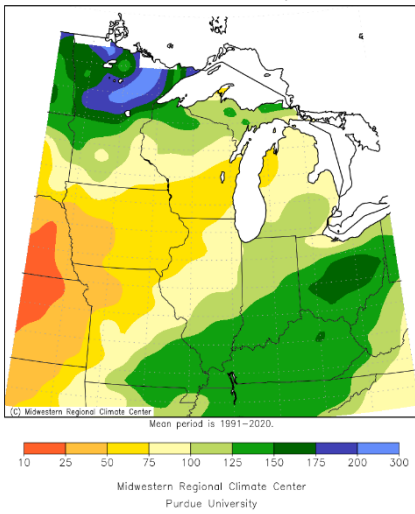 (C) Midwestern Regional Climate Center
Mean period is 1991-2020.
10 25 50 75 100 125 150 175 200 300
Midwestern Regional Climate Center
Purdue University